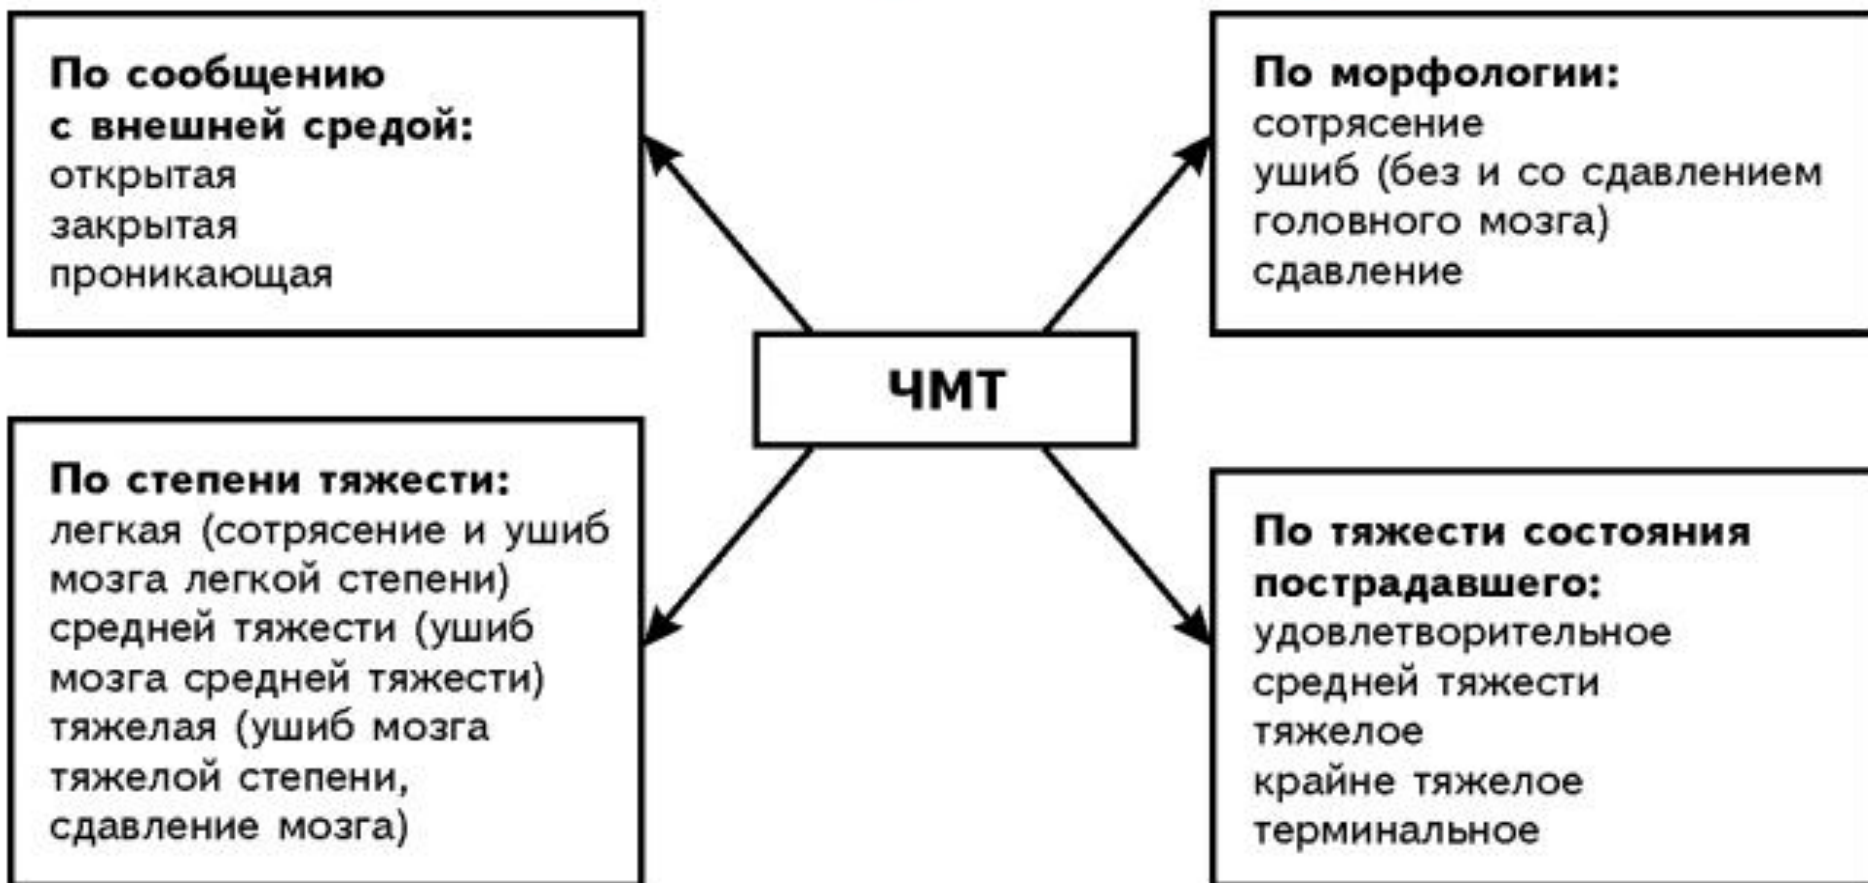 По сообщению
с внешней средой:
открытая
закрытая
проникающая
По морфологии:
сотрясение
ушиб (без и со сдавлением
головного мозга)
сдавление
ЧМТ
По степени тяжести:
легкая (сотрясение и ушиб
мозга легкой степени)
средней тяжести (ушиб
мозга средней тяжести)
тяжелая (ушиб мозга
тяжелой степени,
сдавление мозга)
По тяжести состояния
пострадавшего:
удовлетворительное
средней тяжести
тяжелое
крайне тяжелое
терминальное